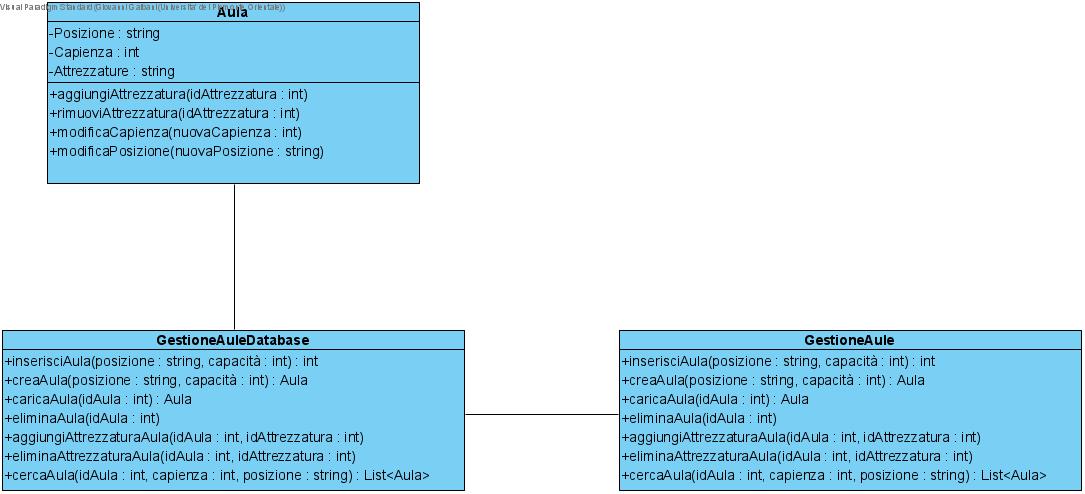 Visual Paradigm Standard (Giovanni Galbani(Universita' del Piemonte Orientale))
Aula
-Posizione : string
-Capienza : int
-Attrezzature : string
+aggiungiAttrezzatura(idAttrezzatura : int)
+rimuoviAttrezzatura(idAttrezzatura : int)
+modificaCapienza(nuovaCapienza : int)
+modificaPosizione(nuovaPosizione : string)
GestioneAuleDatabase
+inserisciAula(posizione : string, capacità : int) : int
+creaAula(posizione : string, capacità : int) : Aula
+caricaAula(idAula : int) : Aula
+eliminaAula(idAula : int)
+aggiungiAttrezzaturaAula(idAula : int, idAttrezzatura : int)
+eliminaAttrezzaturaAula(idAula : int, idAttrezzatura : int)
+cercaAula(idAula : int, capienza : int, posizione : string) : List<Aula>
GestioneAule
+inserisciAula(posizione : string, capacità : int) : int
+creaAula(posizione : string, capacità : int) : Aula
+caricaAula(idAula : int) : Aula
+eliminaAula(idAula : int)
+aggiungiAttrezzaturaAula(idAula : int, idAttrezzatura : int)
+eliminaAttrezzaturaAula(idAula : int, idAttrezzatura : int)
+cercaAula(idAula : int, capienza : int, posizione : string) : List<Aula>